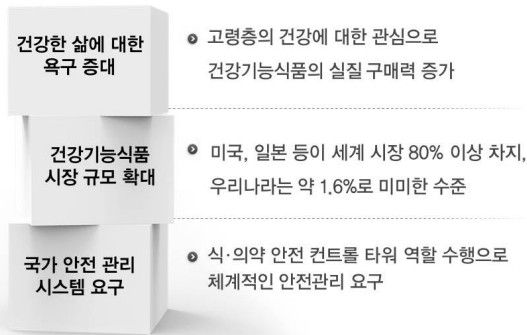 건강한 삶에 대한
욕구 증대
고령층의 건강에 대한 관심으로
건강기능식품의 실질 구매력 증가
건강기능식품
시장 규모 확대
미국, 일본 등이 세계 시장 80% 이상 차지,
우리나라는 약 1.6%로 미미한 수준
국가 안전 관리
시스템 요구
식·의약 안전 컨트롤 타워 역할 수행으로
체계적인 안전관리 요구